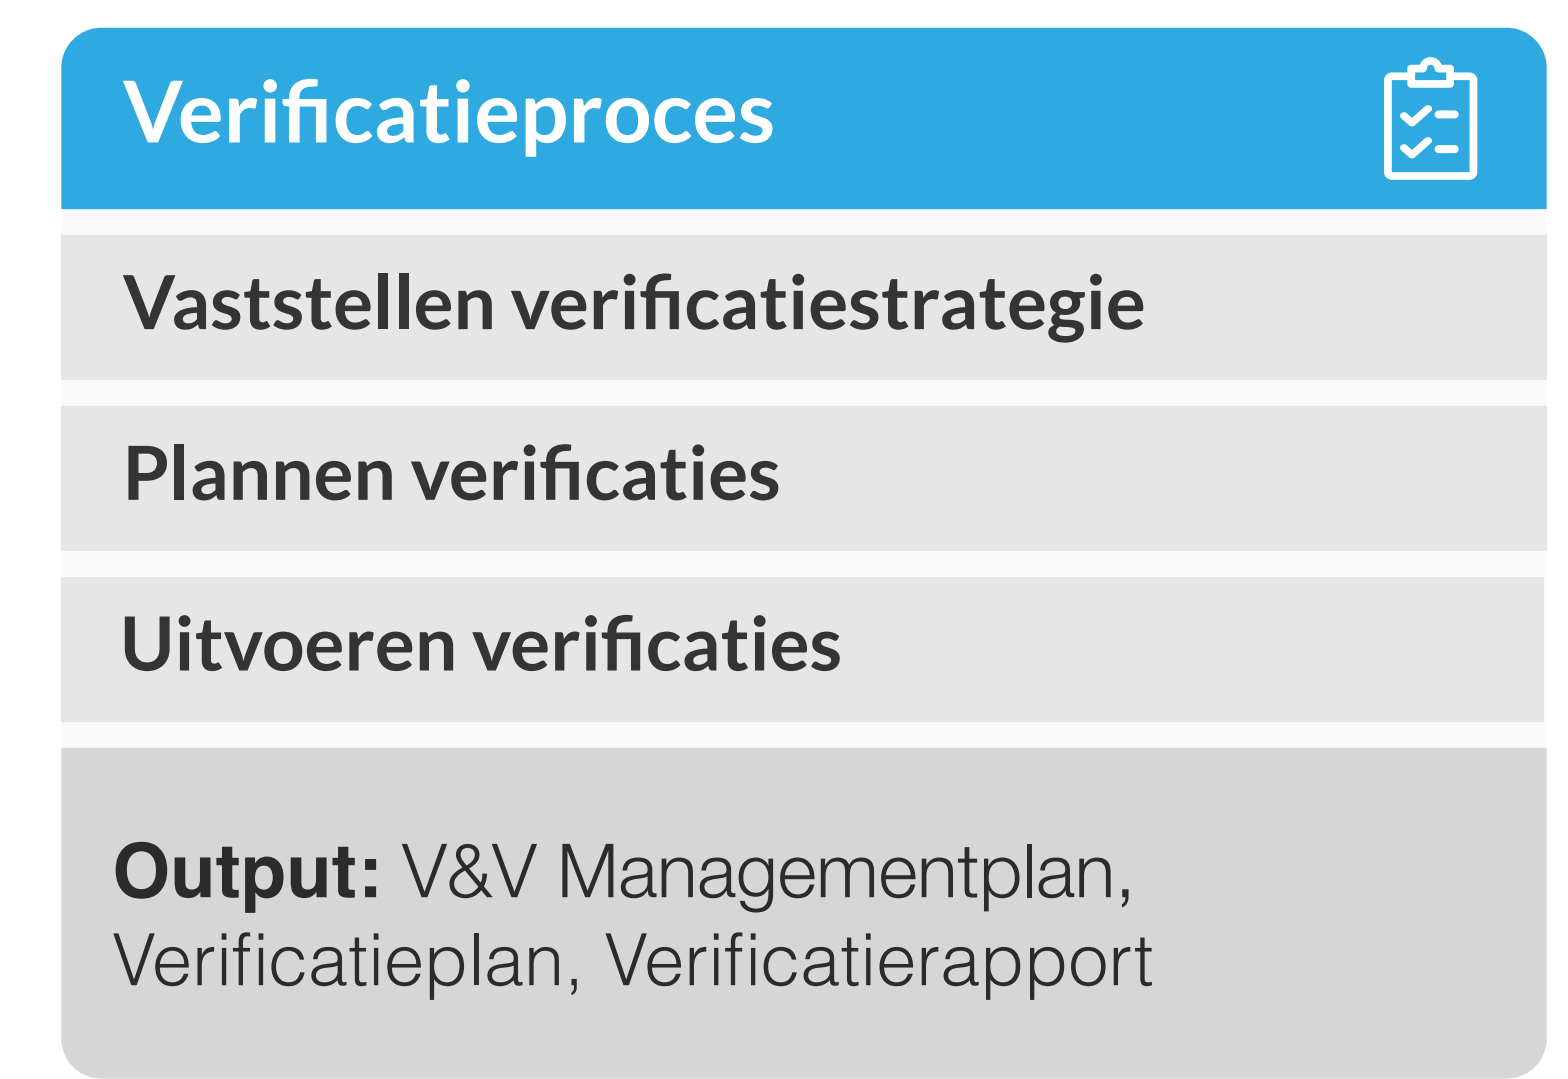 Verificatieproces
Vaststellen verificatiestrategie
Plannen verificaties
Uitvoeren verificaties
Output: V&V Managementplan,
Verificatieplan, Verificatierapport